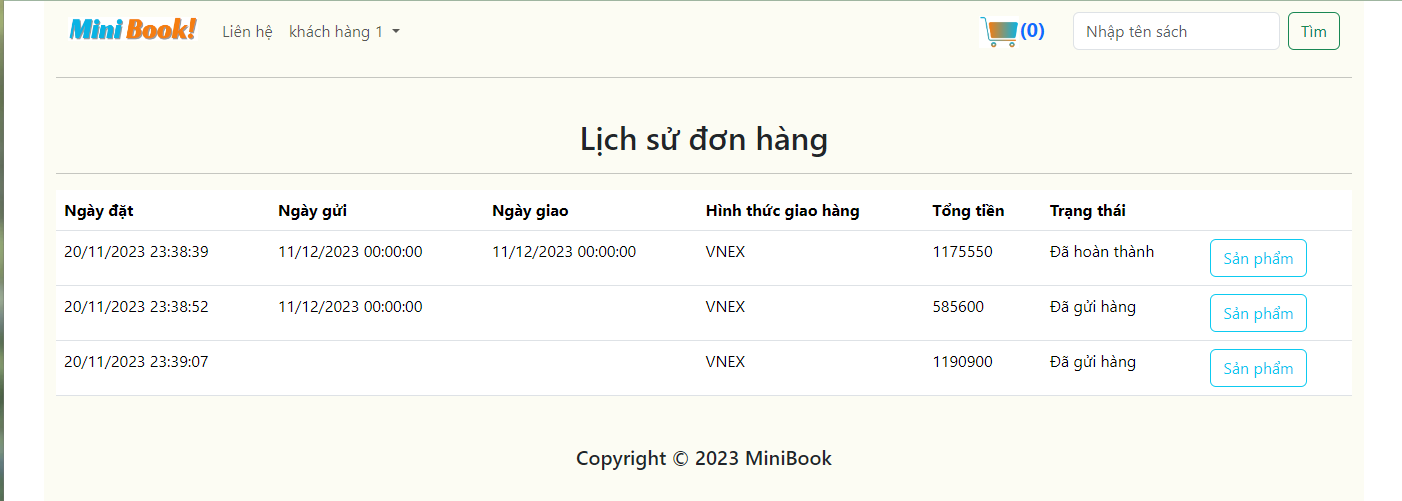 Mini Book! Liên hệ khách hàng 1 (0) Nhập tên sách Tìm
Lịch sử đơn hàng
Ngày đặt Ngày gửi Ngày giao Hình thức giao hàng Tổng tiền Trạng thái
20/11/2023 23:38:39 11/12/2023 00:00:00 11/12/2023 00:00:00 VNEX 1175550 Đã hoàn thành Sản phẩm
20/11/2023 23:38:52 11/12/2023 00:00:00 VNEX 585600 Đã gửi hàng Sản phẩm
20/11/2023 23:39:07 VNEX 1190900 Đã gửi hàng Sản phẩm
Copyright © 2023 MiniBook